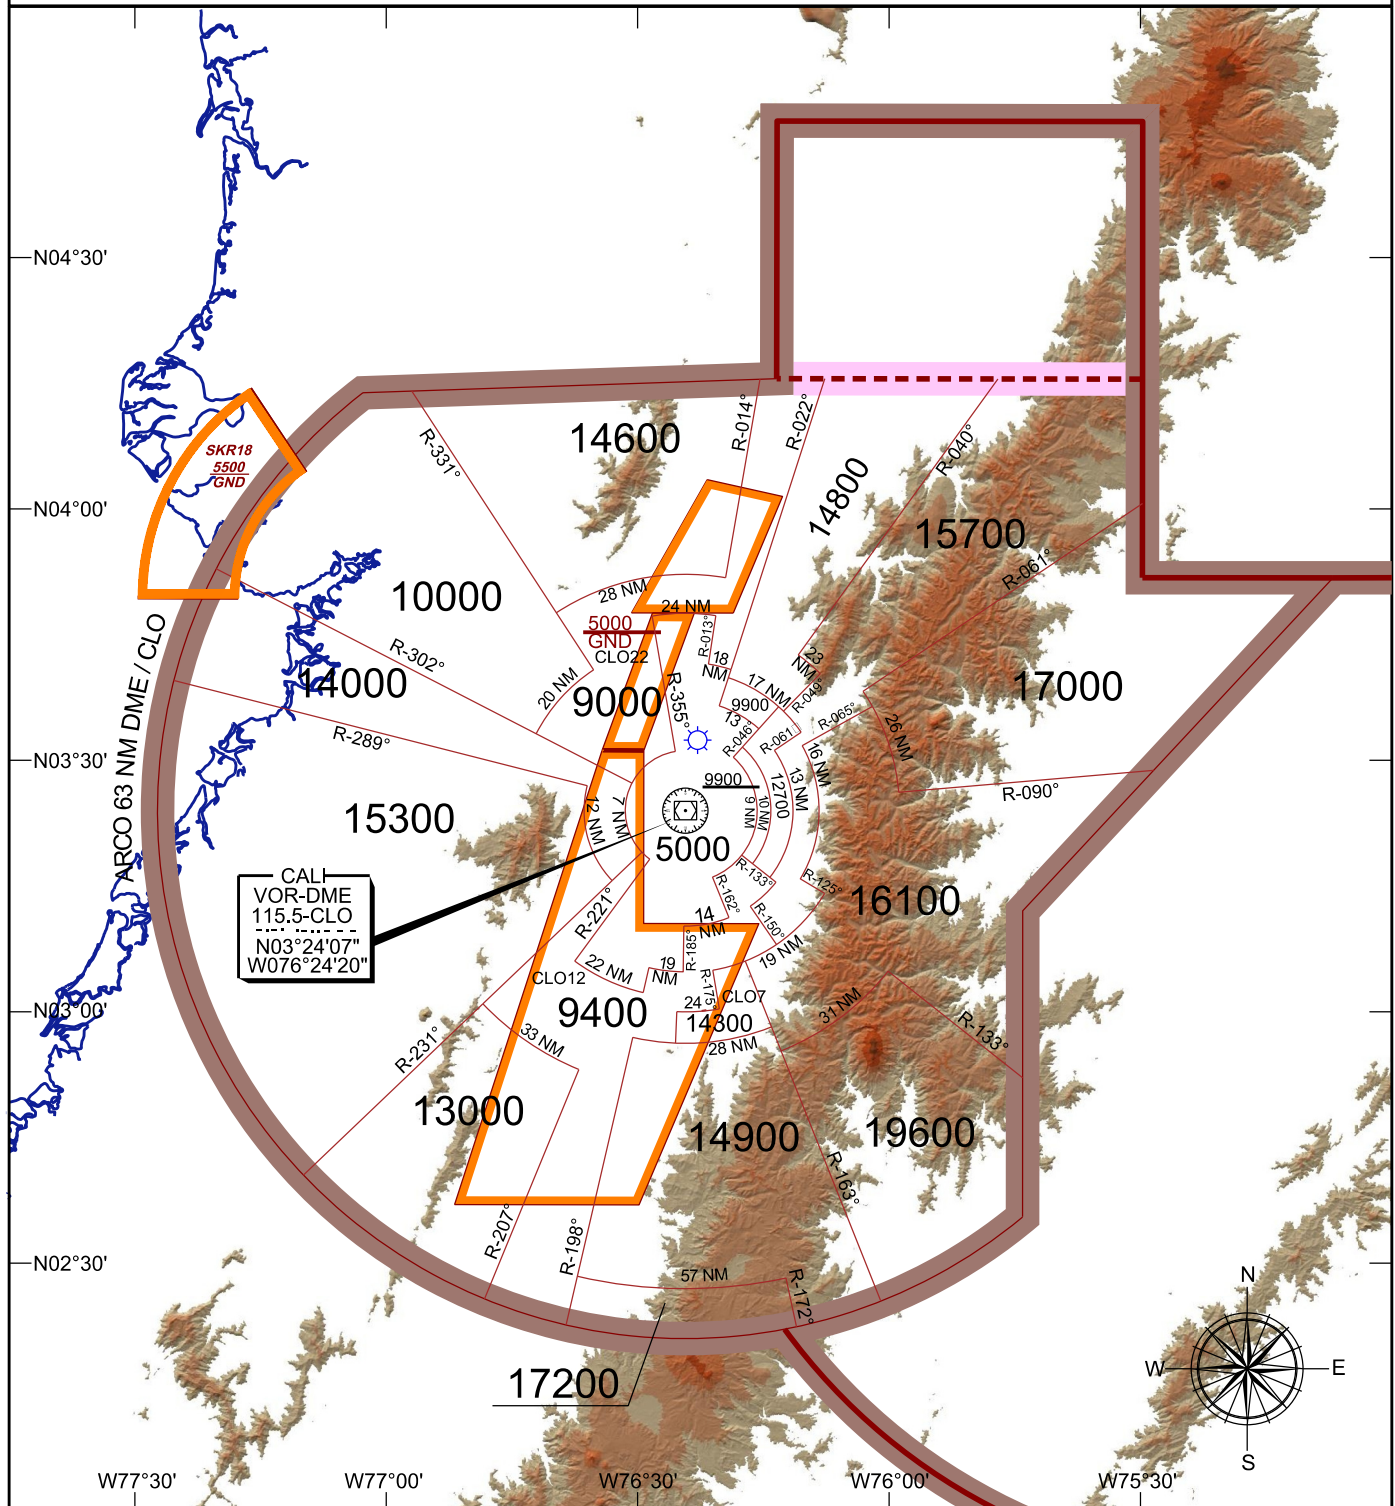 N04°30'
N04°00'
N03°30'
N03°00'
N02°30'
SKR18
5500
GND
ARCO 63 NM DME / CLO
R-331°
14600
R-014°
R-022°
14800
R-040°
15700
R-061°
10000
28 NM
24 NM
5000
GND
CLO22
R-013°
18
NM
23
NM
R-049°
17 NM
R-302°
14000
20 NM
9000
R-355°
9900
13
R-046°
R-061
R-065°
26 NM
17000
R-289°
16 NM
13 NM
12700
10 NM
9 NM
9900
R-090°
15300
12 NM
7 NM
5000
CALI
VOR-DME
115.5-CLO
N03°24'07"
W076°24'20"
R-133°
R-125°
R-162°
R-150°
16100
R-221°
14
NM
R-185°
19 NM
22 NM
19
NM
CLO12
R-175°
CLO7
24
9400
14300
28 NM
31 NM
R-133°
33 NM
R-231°
13000
14900
19600
R-163°
R-207°
R-198°
57 NM
R-172°
17200
N
W
E
S
W77°30'
W77°00'
W76°30'
W76°00'
W75°30'